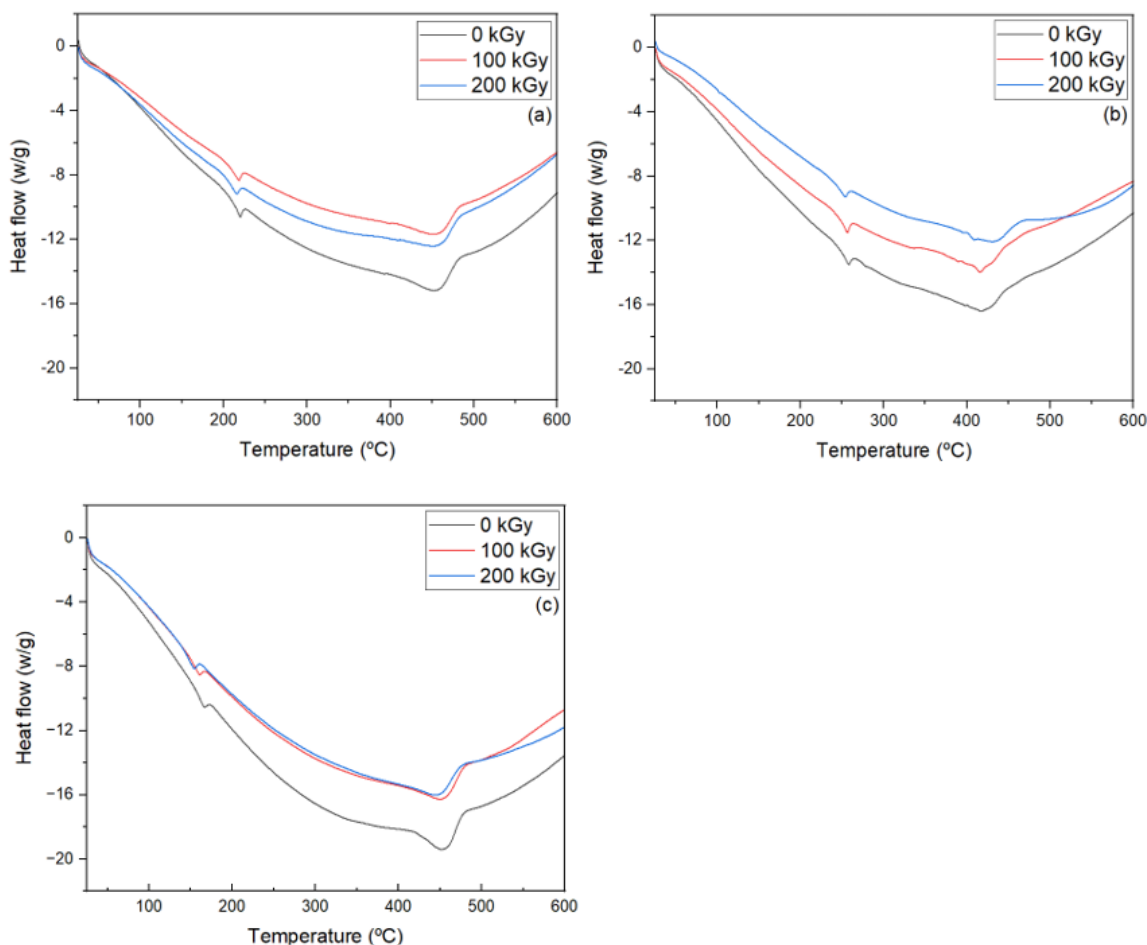 0 kGy
100 kGy
200 kGy
(a)
0
-4
-8
-12
-16
-20
Heat flow (w/g)
100 200 300 400 500 600
Temperature (ºC)
0 kGy
100 kGy
200 kGy
(b)
0
-4
-8
-12
-16
-20
Heat flow (w/g)
100 200 300 400 500 600
Temperature (ºC)
0 kGy
100 kGy
200 kGy
(c)
0
−4
−8
−12
−16
−20
Heat flow (w/g)
100 200 300 400 500 600
Temperature (ºC)